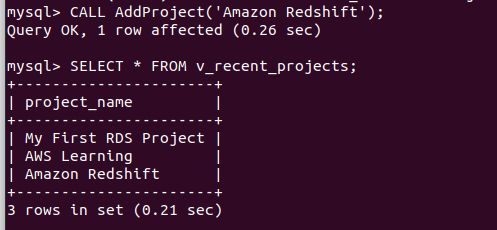 mysql> CALL AddProject('Amazon Redshift');
Query OK, 1 row affected (0.26 sec)
mysql> SELECT * FROM v_recent_projects;
+----------------------+
| project_name         |
+----------------------+
| My First RDS Project |
| AWS Learning         |
| Amazon Redshift      |
+----------------------+
3 rows in set (0.21 sec)